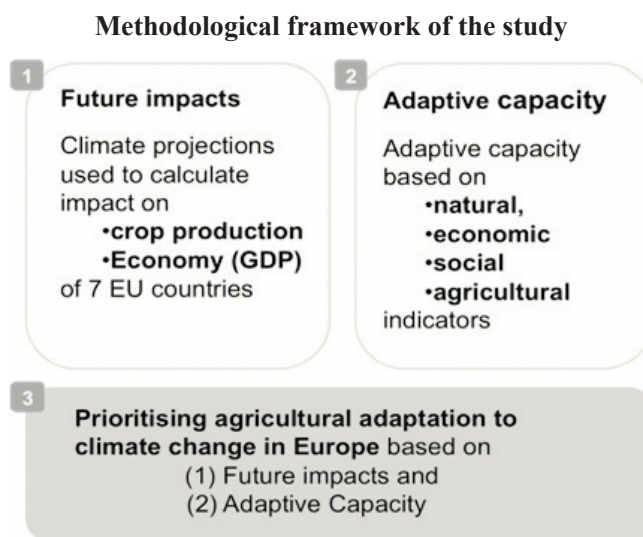 Methodological framework of the study
1
Future impacts
Climate projections
used to calculate
impact on
•crop production
•Economy (GDP)
of 7 EU countries
2
Adaptive capacity
Adaptive capacity
based on
•natural,
•economic
•social
•agricultural
indicators
3
Prioritising agricultural adaptation to
climate change in Europe based on
(1) Future impacts and
(2) Adaptive Capacity